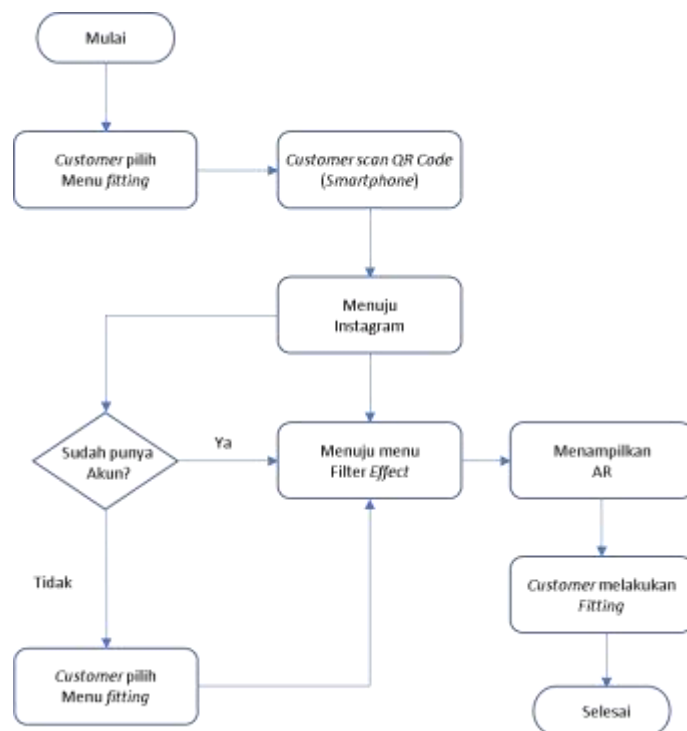 Mulai
Customer pilih
Menu fitting
Customer scan QR Code
(Smartphone)
Menuju
Instagram
Sudah punya
Akun?
Ya
Menuju menu
Filter Effect
Menampilkan
AR
Tidak
Customer melakukan
Fitting
Customer pilih
Menu fitting
Selesai